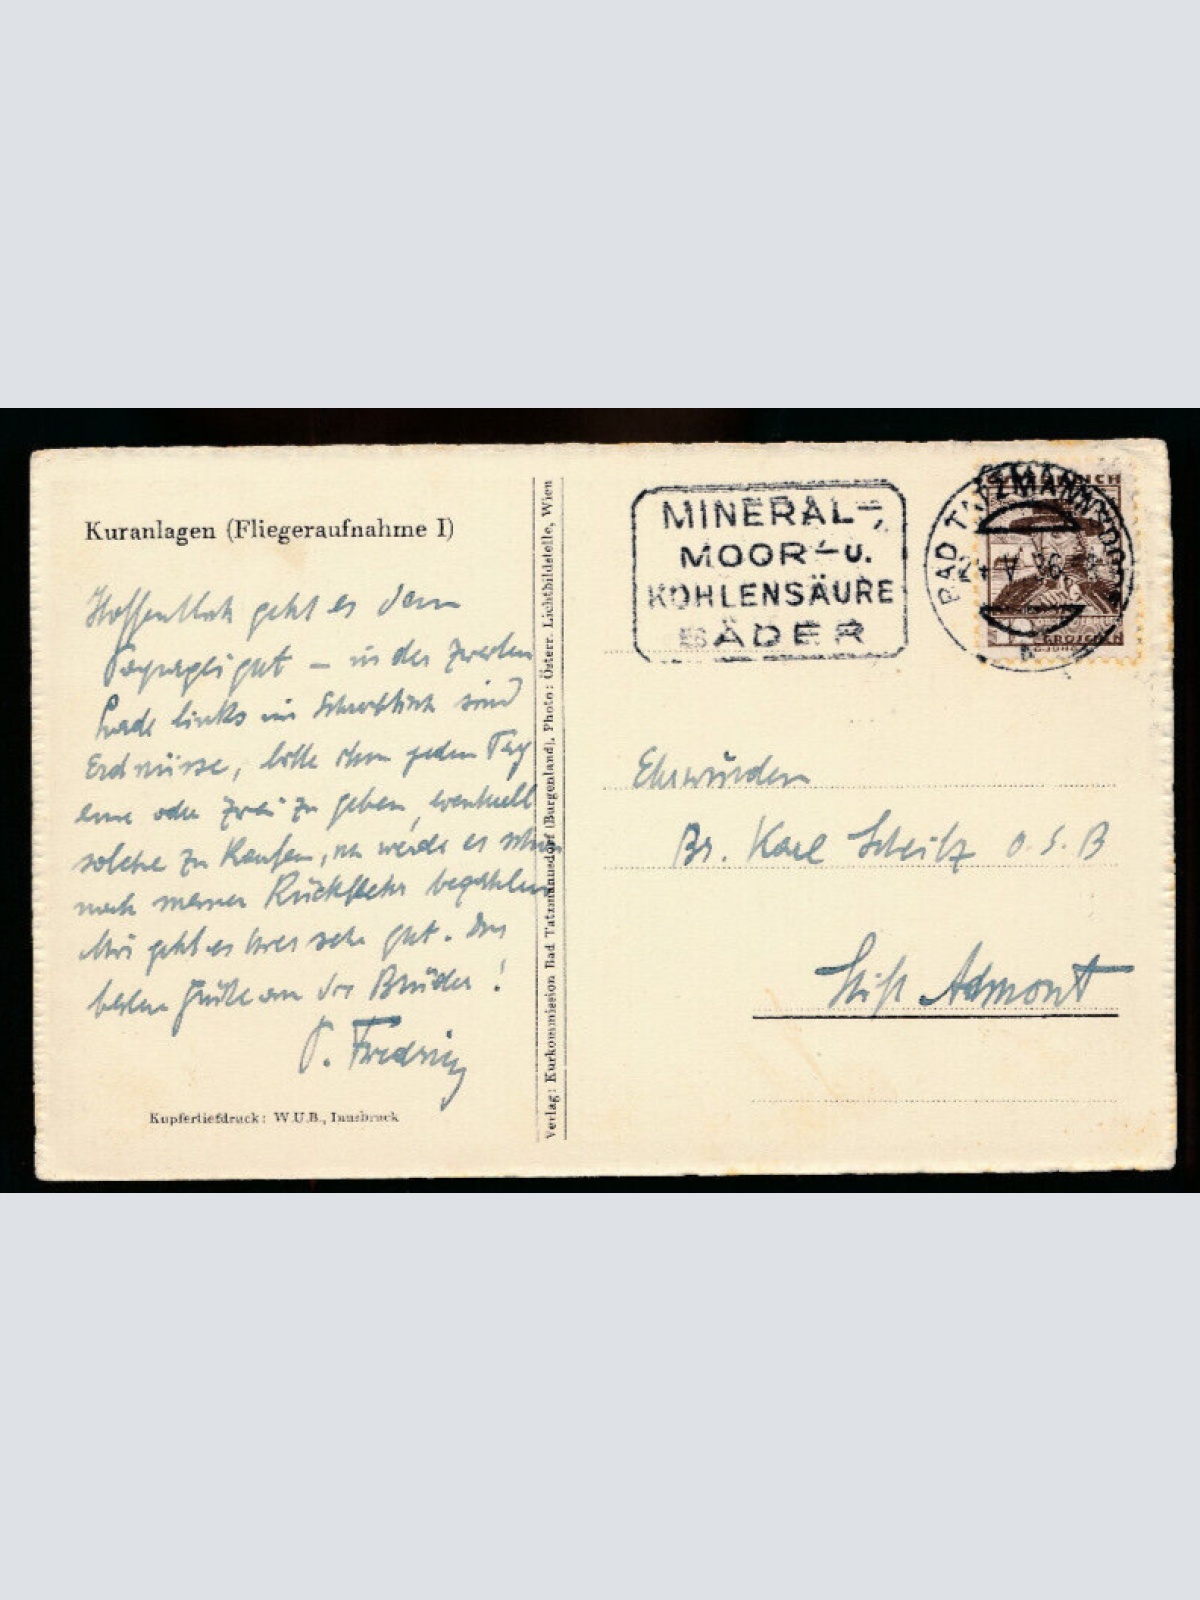 Kuranlagen (Fliegeraufnahme I)
Hoffentlich geht es dem
Papagei gut – in der zweiten
Lade links im Schreibtisch sind
Erdnüsse, bitte ihm jeden Tag
eine oder zwei zu geben, eventuell
solche zu kaufen, ich werde es schon
nach meiner Rückkehr bezahlen
Mir geht es hier sehr gut. Die
besten Grüße an die Brüder!
P.
Kupfertiefdruck: W.U.B., Innsbruck
Verlag: Kurkommission Bad Tatzmannsdorf (Burgenland), Photo: Österr. Lichtbildstelle, Wien
MINERAL-,
MOOR- u.
KOHLENSÄURE
BÄDER
BAD TATZMANNSDORF
GROSCHEN
Ehrwürden
Br. Karl O.S.B
Stift Admont